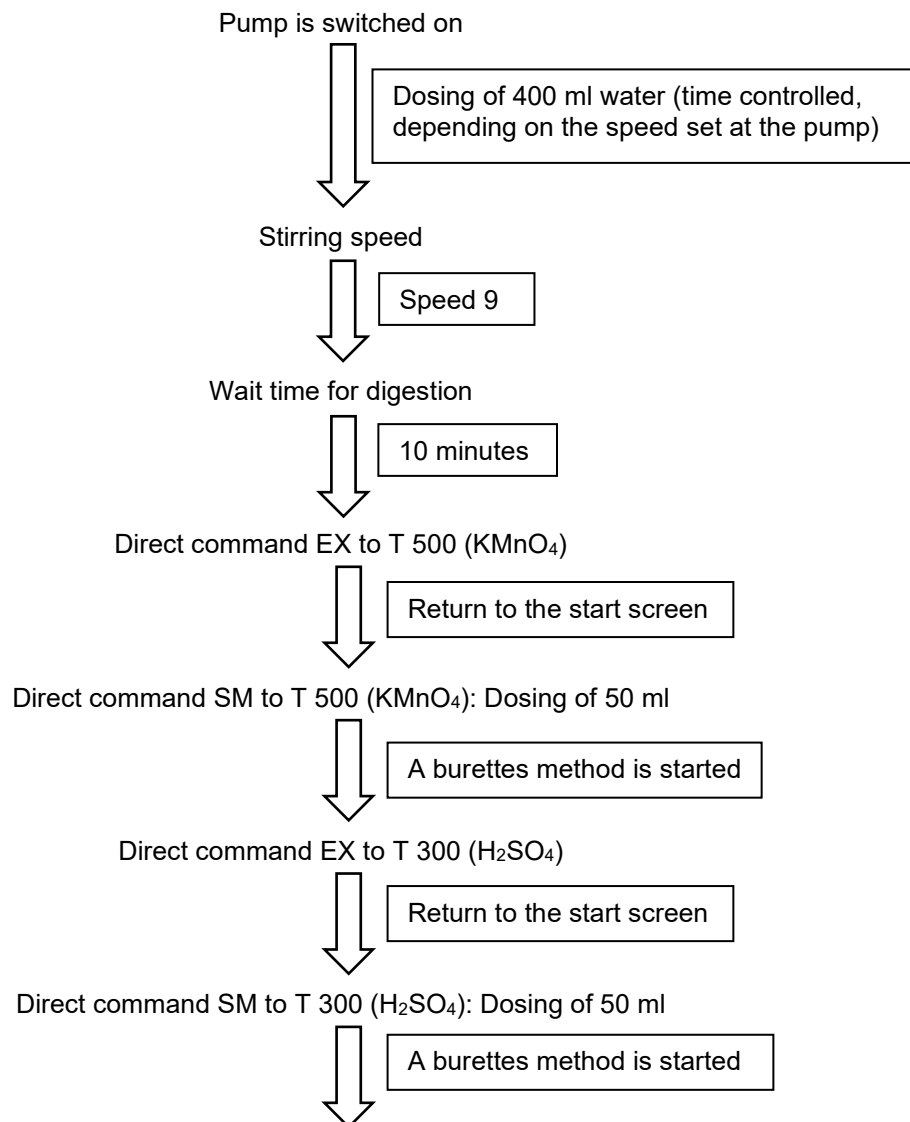 Pump is switched on
Dosing of 400 ml water (time controlled,
depending on the speed set at the pump)
Stirring speed
Speed 9
Wait time for digestion
10 minutes
Direct command EX to T 500 (KMnO₄)
Return to the start screen
Direct command SM to T 500 (KMnO₄): Dosing of 50 ml
A burettes method is started
Direct command EX to T 300 (H₂SO₄)
Return to the start screen
Direct command SM to T 300 (H₂SO₄): Dosing of 50 ml
A burettes method is started